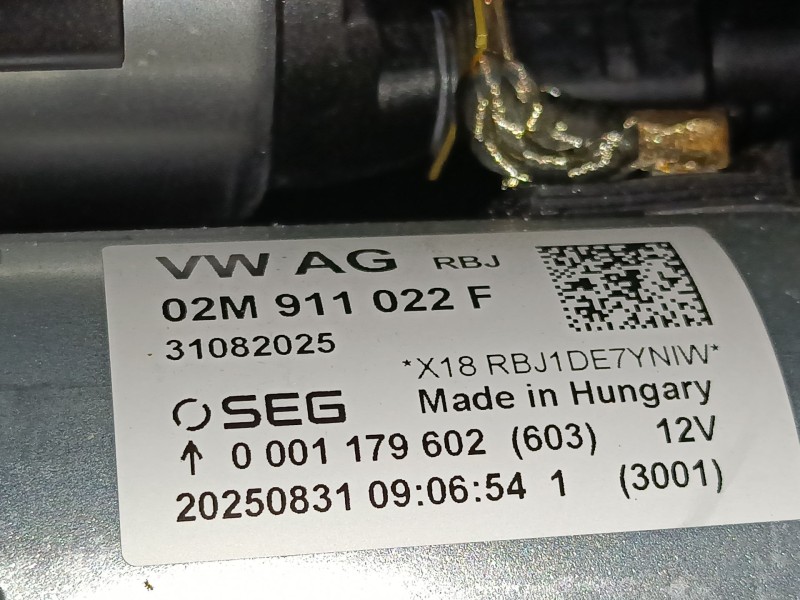 VW AG RBJ
02M 911 022 F
31082025
*X18 RBJ1DE7YNIW*
SEG Made in Hungary
↑ 0 001 179 602 (603) 12V
20250831 09:06:54 1 (3001)